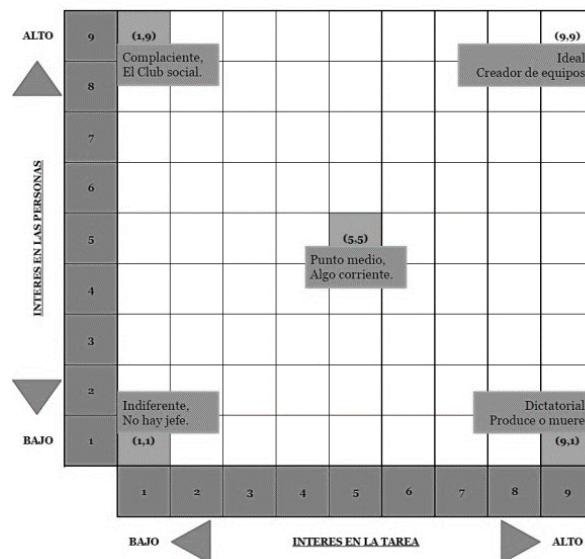 ALTO
9
(1,9)
(9,9)
Complaciente,
El Club social.
Ideal
Creador de equipos
8
7
6
INTERES EN LAS PERSONAS
5
(5,5)
Punto medio,
Algo corriente.
4
3
2
Indiferente,
No hay jefe.
Dictatorial
Produce o muere
BAJO
1
(1,1)
(9,1)
1 2 3 4 5 6 7 8 9
BAJO
INTERES EN LA TAREA
ALTO